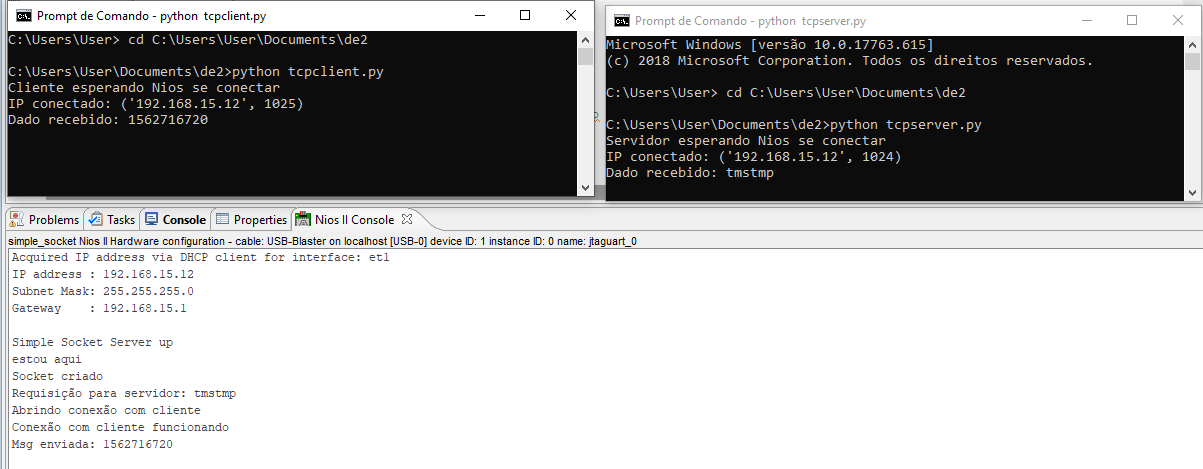 Prompt de Comando - python tcpclient.py
C:\Users\User> cd C:\Users\User\Documents\de2
C:\Users\User\Documents\de2>python tcpclient.py
Cliente esperando Nios se conectar
IP conectado: ('192.168.15.12', 1025)
Dado recebido: 1562716720
Prompt de Comando - python tcpserver.py
Microsoft Windows [versão 10.0.17763.615]
(c) 2018 Microsoft Corporation. Todos os direitos reservados.
C:\Users\User> cd C:\Users\User\Documents\de2
C:\Users\User\Documents\de2>python tcpserver.py
Servidor esperando Nios se conectar
IP conectado: ('192.168.15.12', 1024)
Dado recebido: tmstmp
Problems Tasks Console Properties Nios II Console
simple_socket Nios II Hardware configuration - cable: USB-Blaster on localhost [USB-0] device ID: 1 instance ID: 0 name: jtaguart_0
Acquired IP address via DHCP client for interface: et1
IP address : 192.168.15.12
Subnet Mask: 255.255.255.0
Gateway    : 192.168.15.1
Simple Socket Server up
estou aqui
Socket criado
Requisição para servidor: tmstmp
Abrindo conexão com cliente
Conexão com cliente funcionando
Msg enviada: 1562716720